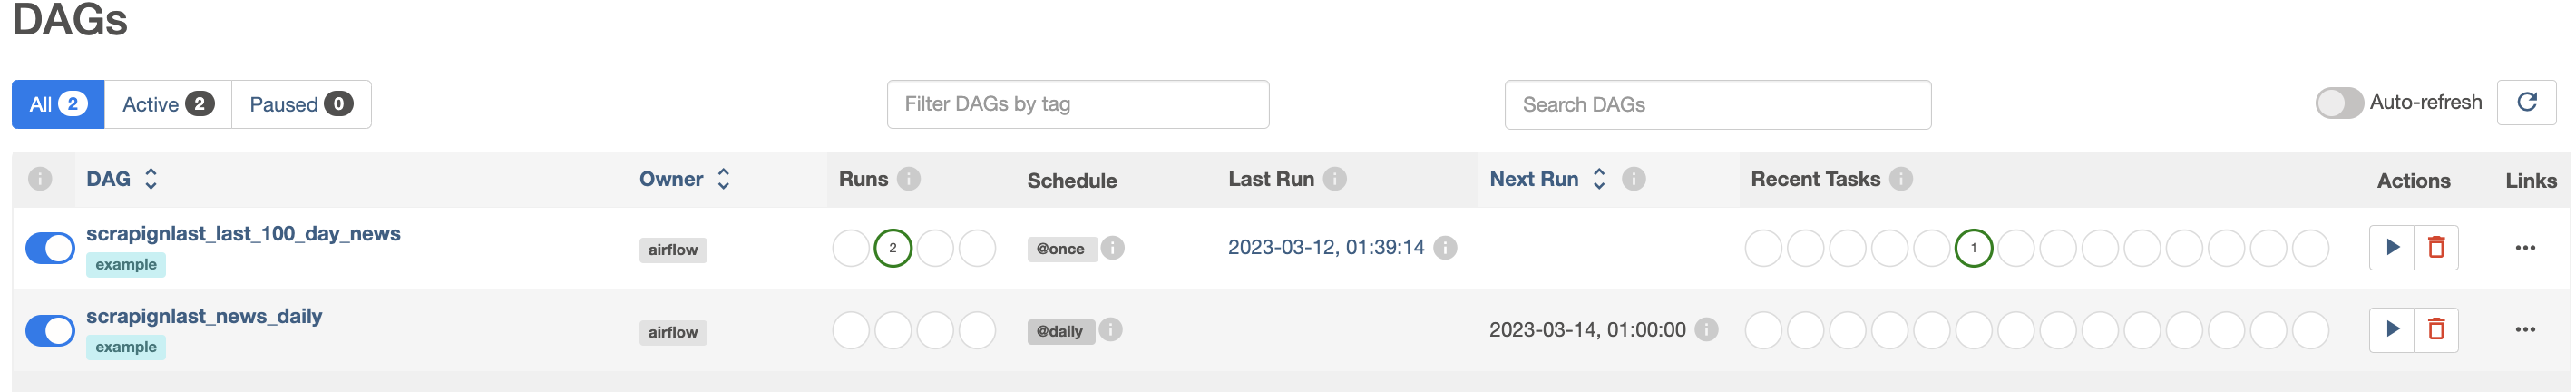 DAGs
All 2 Active 2 Paused 0 Filter DAGs by tag Search DAGs Auto-refresh
DAG Owner Runs Schedule Last Run Next Run Recent Tasks Actions Links
scrapignlast_last_100_day_news airflow 2 @once 2023-03-12, 01:39:14 1
example
scrapignlast_news_daily airflow @daily 2023-03-14, 01:00:00
example